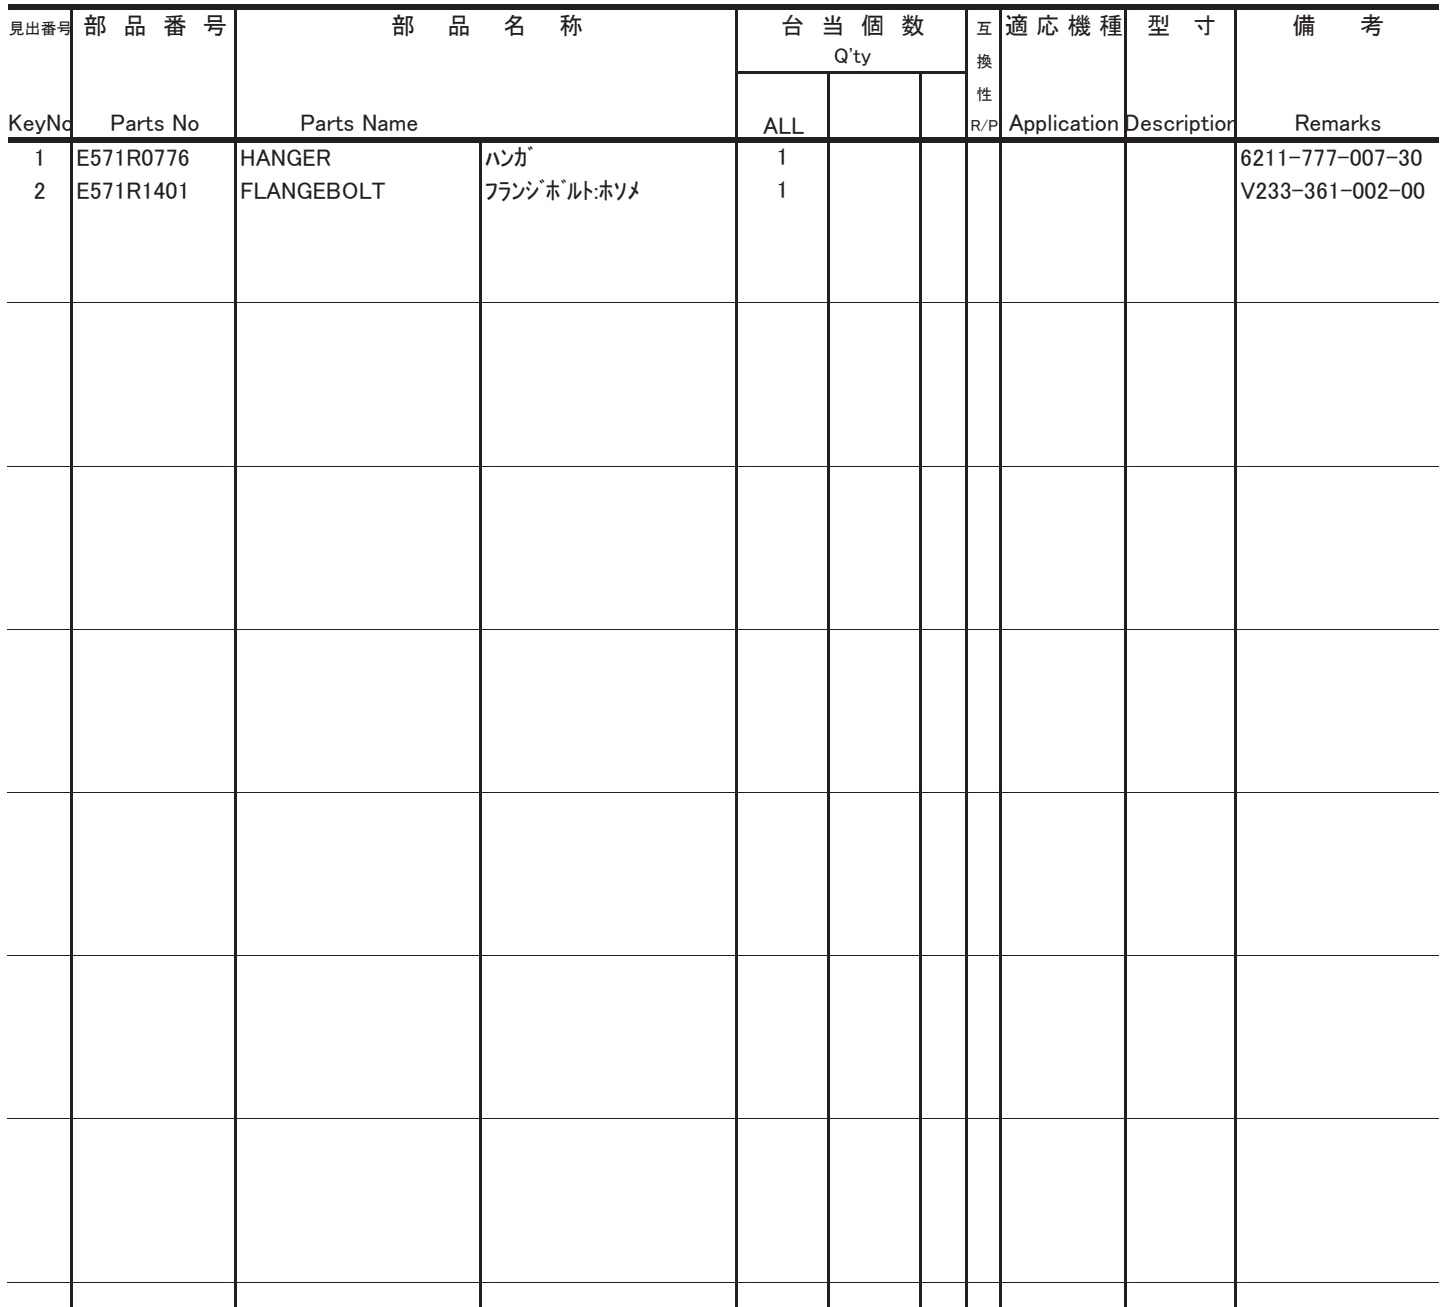 見出番号 部品番号 部品名称 台当個数 互換性 適応機種 型寸 備考
Q'ty
KeyNo Parts No Parts Name ALL R/P Application Description Remarks
1 E571R0776 HANGER ﾊﾝｶﾞ 1 6211-777-007-30
2 E571R1401 FLANGEBOLT ﾌﾗﾝｼﾞﾎﾞﾙﾄ:ﾎｿﾒ 1 V233-361-002-00